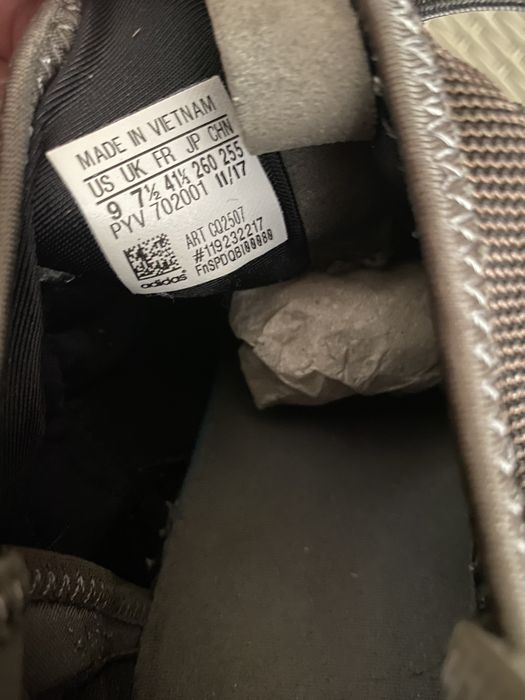 MADE IN VIETNAM
US UK FR JP CHN
9 7½ 41⅓ 260 255
PYV 702001 11/17
ART CQ2507
#119232217
adidas